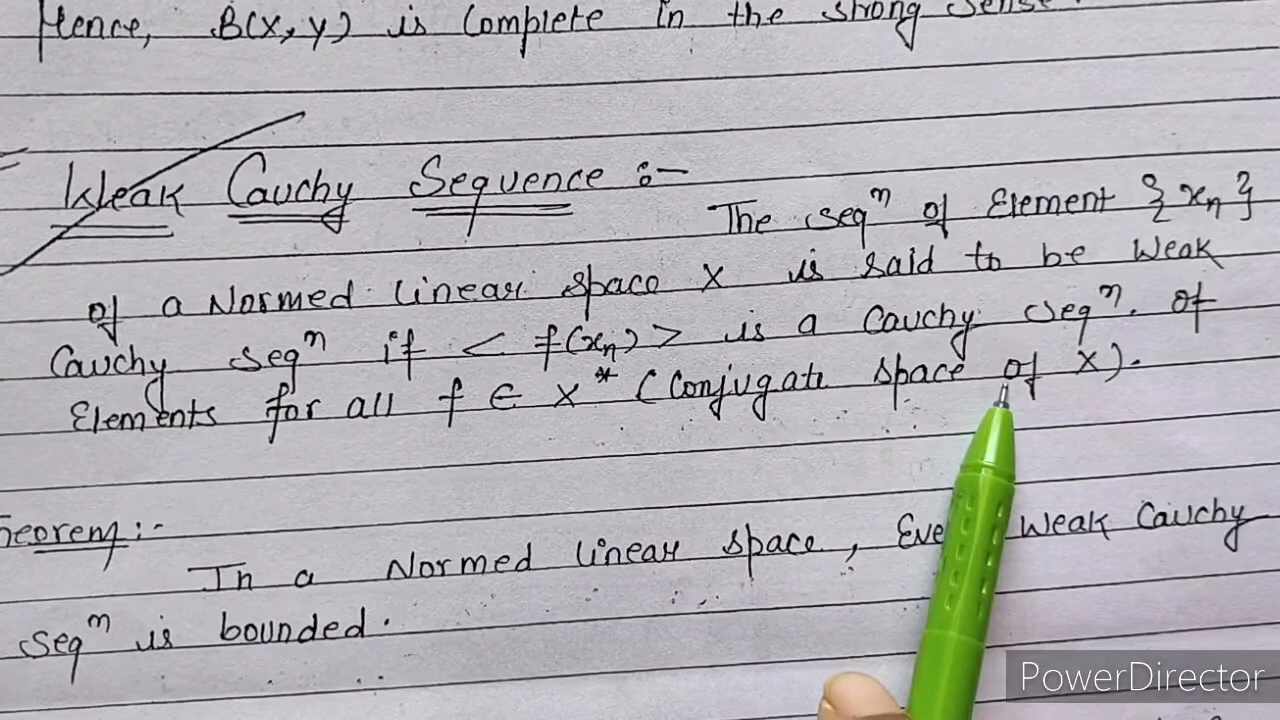 Hence, B(X, Y) is Complete in the strong sense.
Weak Cauchy Sequence :-
The seqⁿ of Element {xₙ}
of a Normed linear space X is said to be Weak
Cauchy seqⁿ if < f(xₙ) > is a Cauchy seqⁿ. of
Elements for all f ∈ X* (Conjugate space of X).
Theorem :-
In a Normed linear space, Weak Cauchy
seqⁿ is bounded.
PowerDirector